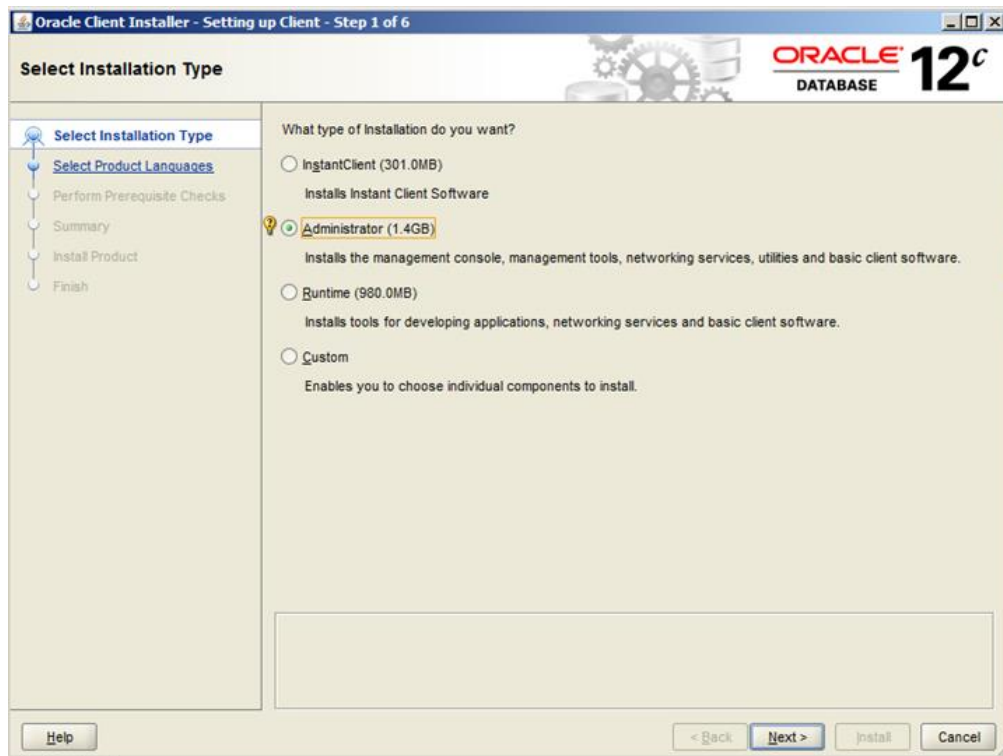 Oracle Client Installer - Setting up Client - Step 1 of 6
Select Installation Type
ORACLE
DATABASE
12c
Select Installation Type
Select Product Languages
Perform Prerequisite Checks
Summary
Install Product
Finish
What type of Installation do you want?
InstantClient (301.0MB)
Installs Instant Client Software
Administrator (1.4GB)
Installs the management console, management tools, networking services, utilities and basic client software.
Runtime (980.0MB)
Installs tools for developing applications, networking services and basic client software.
Custom
Enables you to choose individual components to install.
Help
< Back
Next >
Install
Cancel